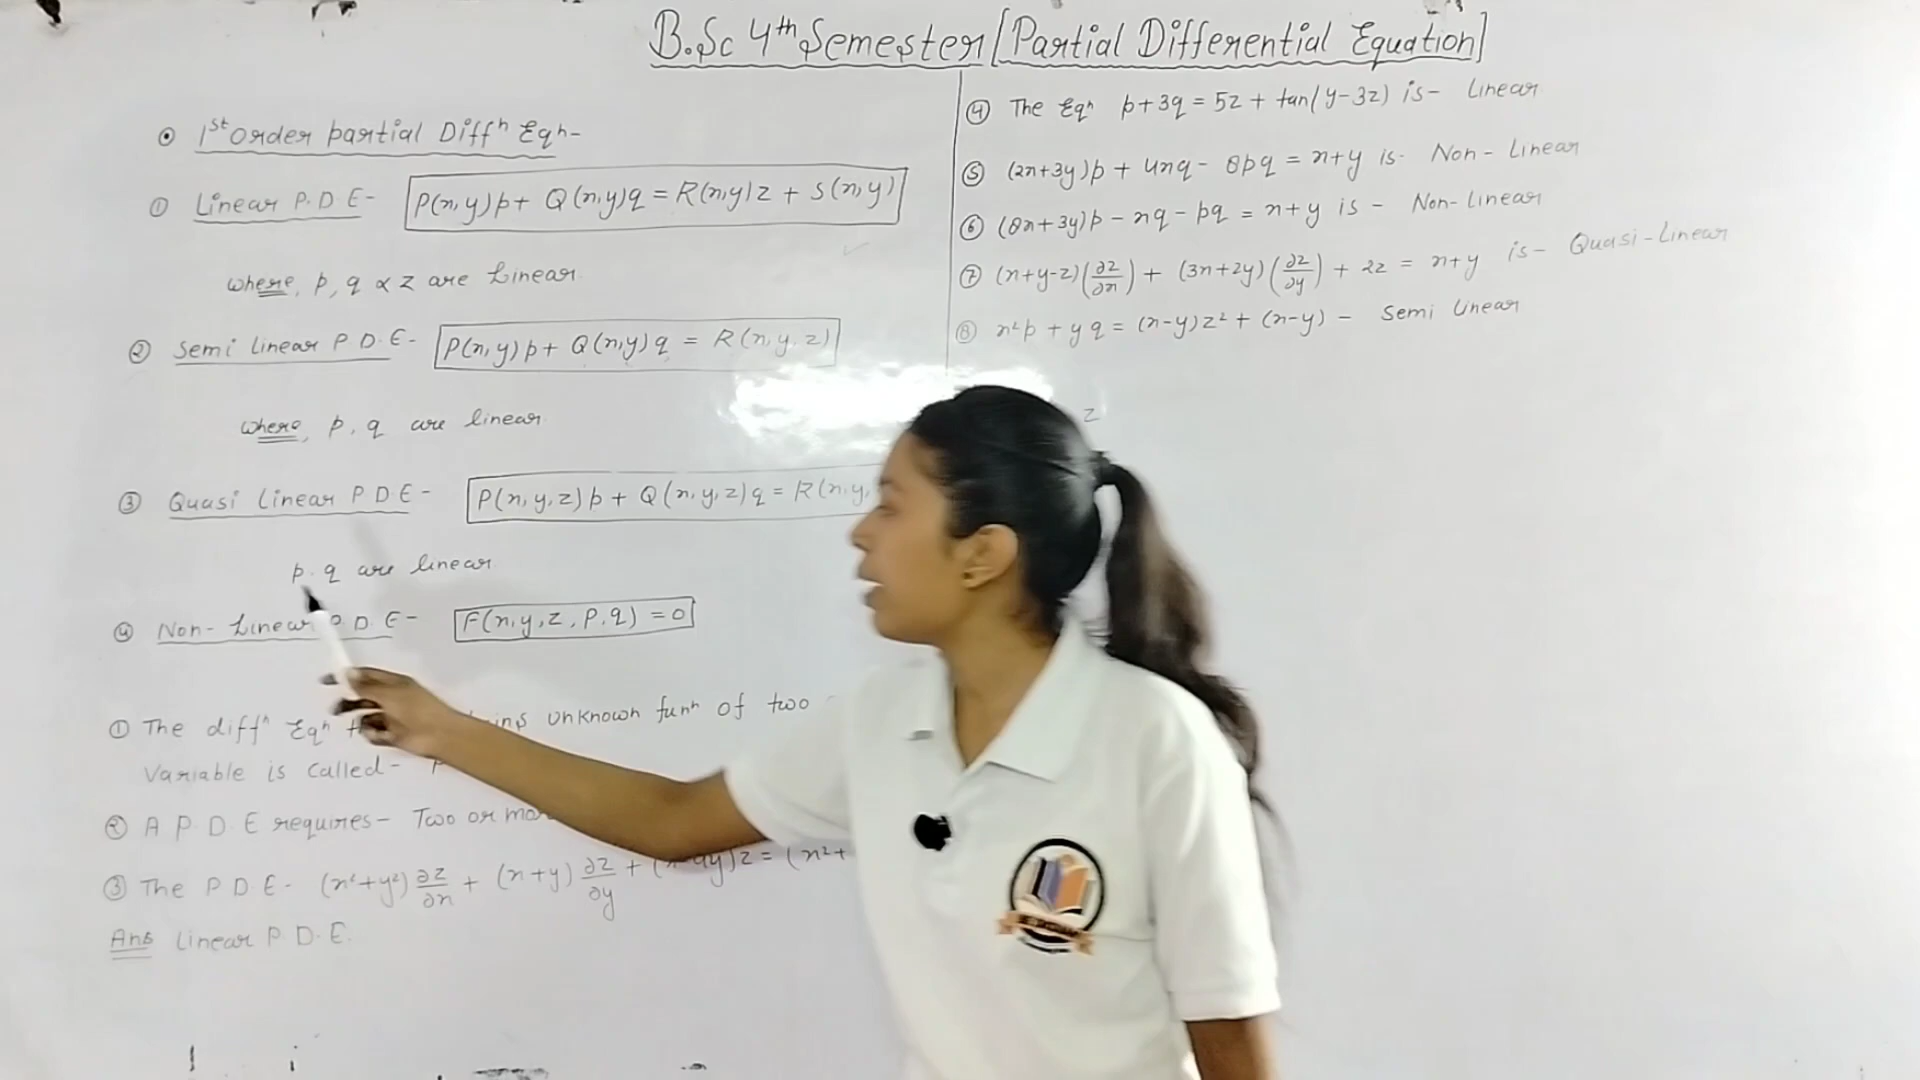 B.Sc 4th Semester [Partial Differential Equation]
⊙ 1st Order partial Diffn Eqn-
① Linear P.D.E- P(x,y)p + Q(x,y)q = R(x,y)z + S(x,y)
where, p, q & z are Linear.
② Semi linear P.D.E- P(x,y)p + Q(x,y)q = R(x,y,z)
where, p, q are linear
③ Quasi Linear P.D.E- P(x,y,z)p + Q(x,y,z)q = R(x,y,
p.q are linear
④ Non-Linear P.D.E- F(x,y,z,p,q) = 0
① The diffn Eqn unknown funn of two
Variable is called-
② A P.D.E requires- Two or
③ The P.D.E- (x²+y²) ∂z/∂x + (x+y) ∂z/∂y + z = (x²+
Ans Linear P.D.E.
④ The Eqn p+3q = 5z + tan(y-3z) is- Linear
⑤ (2x+3y)p + 4xq - 8pq = x+y is- Non-Linear
⑥ (8x+3y)p - xq - pq = x+y is- Non-Linear
⑦ (x+y-z)(∂z/∂x) + (3x+2y)(∂z/∂y) + 2z = x+y is- Quasi-Linear
⑧ x²p + yq = (x-y)z² + (x-y) - Semi Linear
z